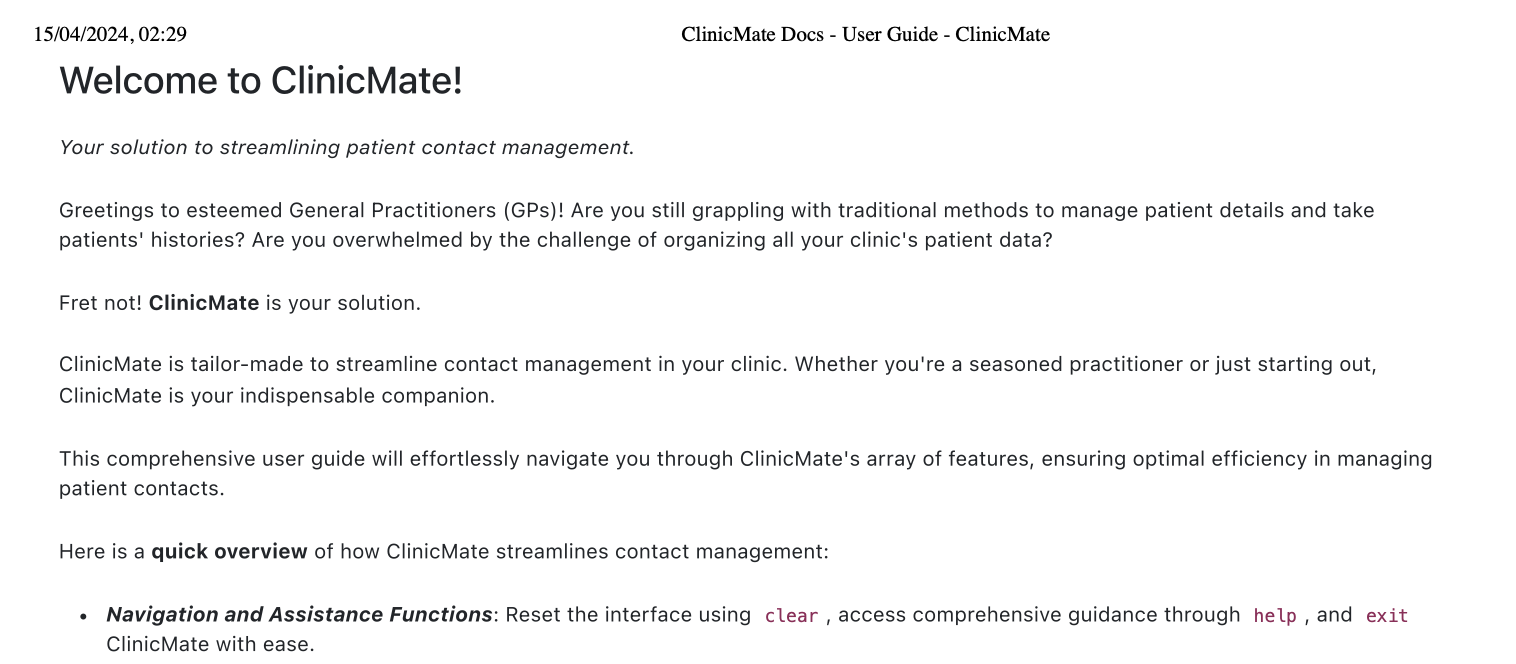 15/04/2024, 02:29 ClinicMate Docs - User Guide - ClinicMate
Welcome to ClinicMate!
Your solution to streamlining patient contact management.
Greetings to esteemed General Practitioners (GPs)! Are you still grappling with traditional methods to manage patient details and take
patients' histories? Are you overwhelmed by the challenge of organizing all your clinic's patient data?
Fret not! ClinicMate is your solution.
ClinicMate is tailor-made to streamline contact management in your clinic. Whether you're a seasoned practitioner or just starting out,
ClinicMate is your indispensable companion.
This comprehensive user guide will effortlessly navigate you through ClinicMate's array of features, ensuring optimal efficiency in managing
patient contacts.
Here is a quick overview of how ClinicMate streamlines contact management:
• Navigation and Assistance Functions: Reset the interface using clear , access comprehensive guidance through help , and exit
ClinicMate with ease.